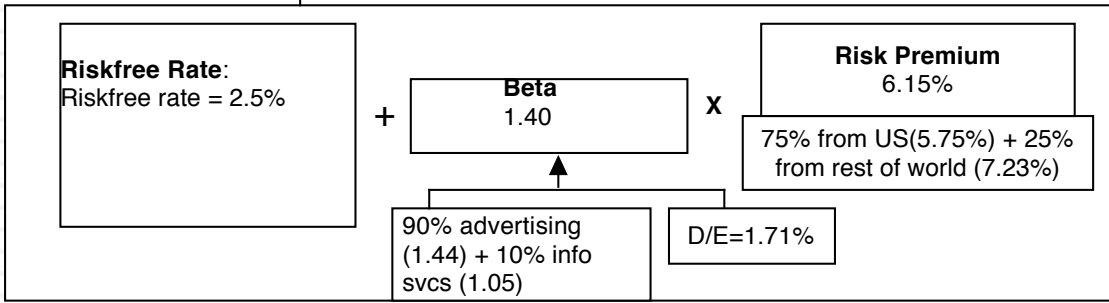 Riskfree Rate:
Riskfree rate = 2.5%
+
Beta
1.40
X
Risk Premium
6.15%
75% from US(5.75%) + 25%
from rest of world (7.23%)
90% advertising
(1.44) + 10% info
svcs (1.05)
D/E=1.71%